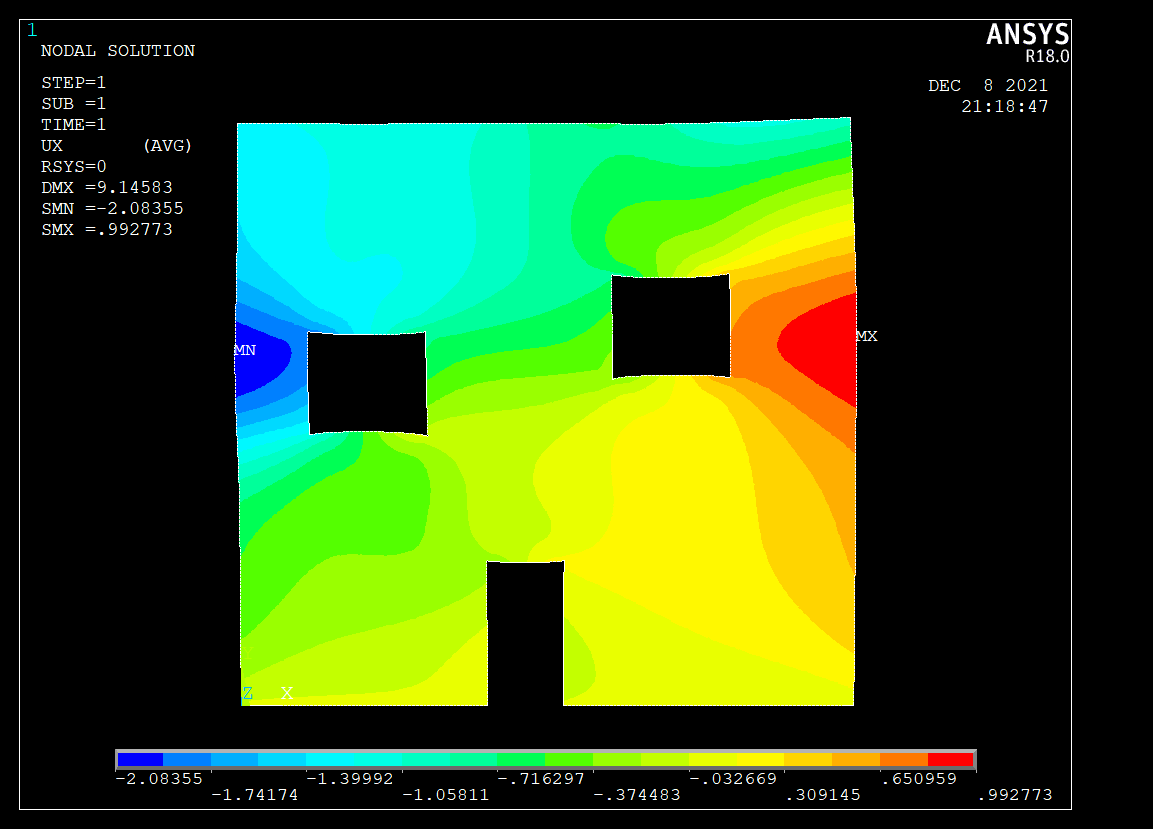 1
NODAL SOLUTION
STEP=1
SUB =1
TIME=1
UX (AVG)
RSYS=0
DMX =9.14583
SMN =-2.08355
SMX =.992773
ANSYS
R18.0
DEC 8 2021
21:18:47
MN
MX
Z X
-2.08355 -1.39992 -.716297 -.032669 .650959
-1.74174 -1.05811 -.374483 .309145 .992773